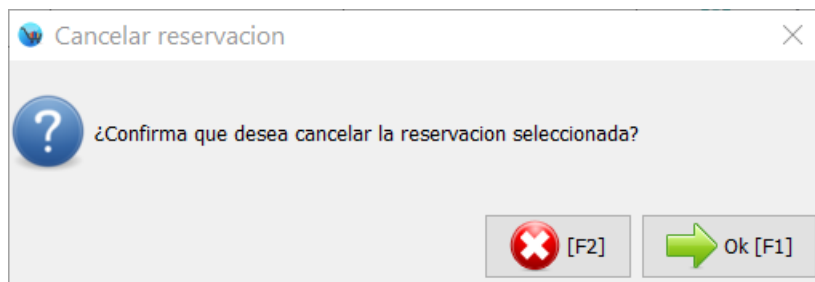 Cancelar reservacion
¿Confirma que desea cancelar la reservacion seleccionada?
[F2]
Ok [F1]